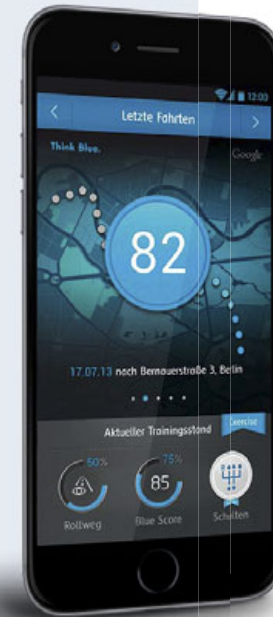 12:00
Letzte Fahrten
Think Blue.
Google
82
17.07.13 nach Bernauerstraße 3, Berlin
Aktueller Trainingsstand
Exercise
50%
75%
85
Rollweg
Blue Score
Schalten